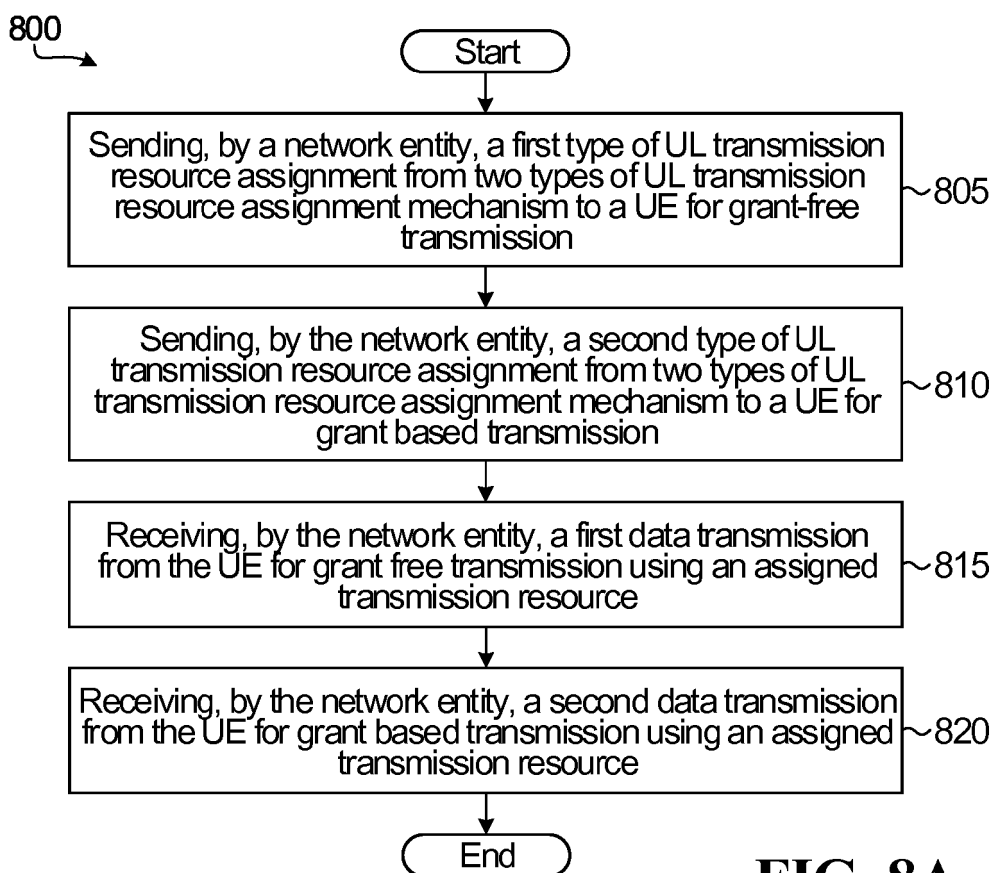 800
Start
Sending, by a network entity, a first type of UL transmission
resource assignment from two types of UL transmission
resource assignment mechanism to a UE for grant-free
transmission
805
Sending, by the network entity, a second type of UL
transmission resource assignment from two types of UL
transmission resource assignment mechanism to a UE for
grant based transmission
810
Receiving, by the network entity, a first data transmission
from the UE for grant free transmission using an assigned
transmission resource
815
Receiving, by the network entity, a second data transmission
from the UE for grant based transmission using an assigned
transmission resource
820
End
FIG. 8A